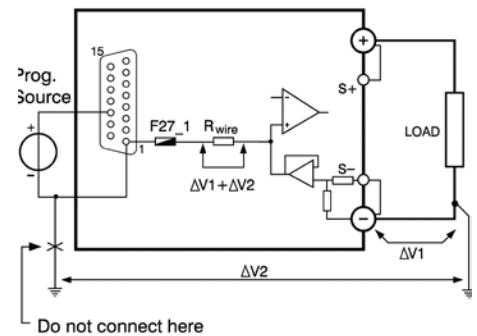 15
Prog.
Source
+
-
1
F27_1
Rwire
ΔV1+ΔV2
-
+
+
S+
LOAD
S-
-
ΔV1
ΔV2
Do not connect here